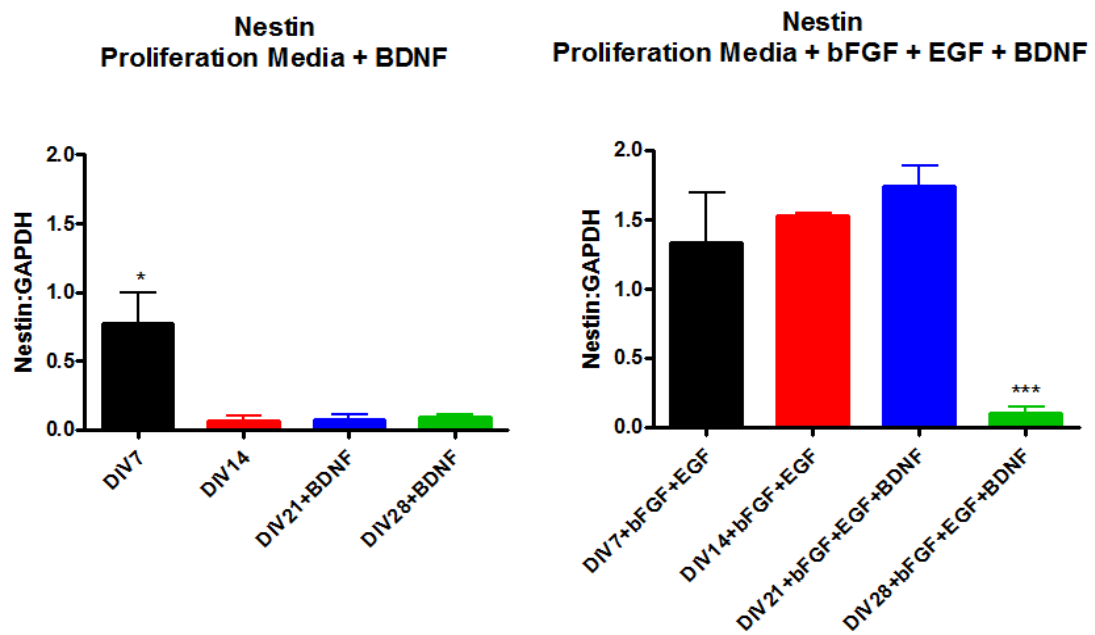 Nestin
Proliferation Media + BDNF
Nestin:GAPDH
2.0
1.5
1.0
0.5
0.0
*
DIV7
DIV14
DIV21+BDNF
DIV28+BDNF
Nestin
Proliferation Media + bFGF + EGF + BDNF
Nestin:GAPDH
2.0
1.5
1.0
0.5
0.0
***
DIV7+bFGF+EGF
DIV14+bFGF+EGF
DIV21+bFGF+EGF+BDNF
DIV28+bFGF+EGF+BDNF